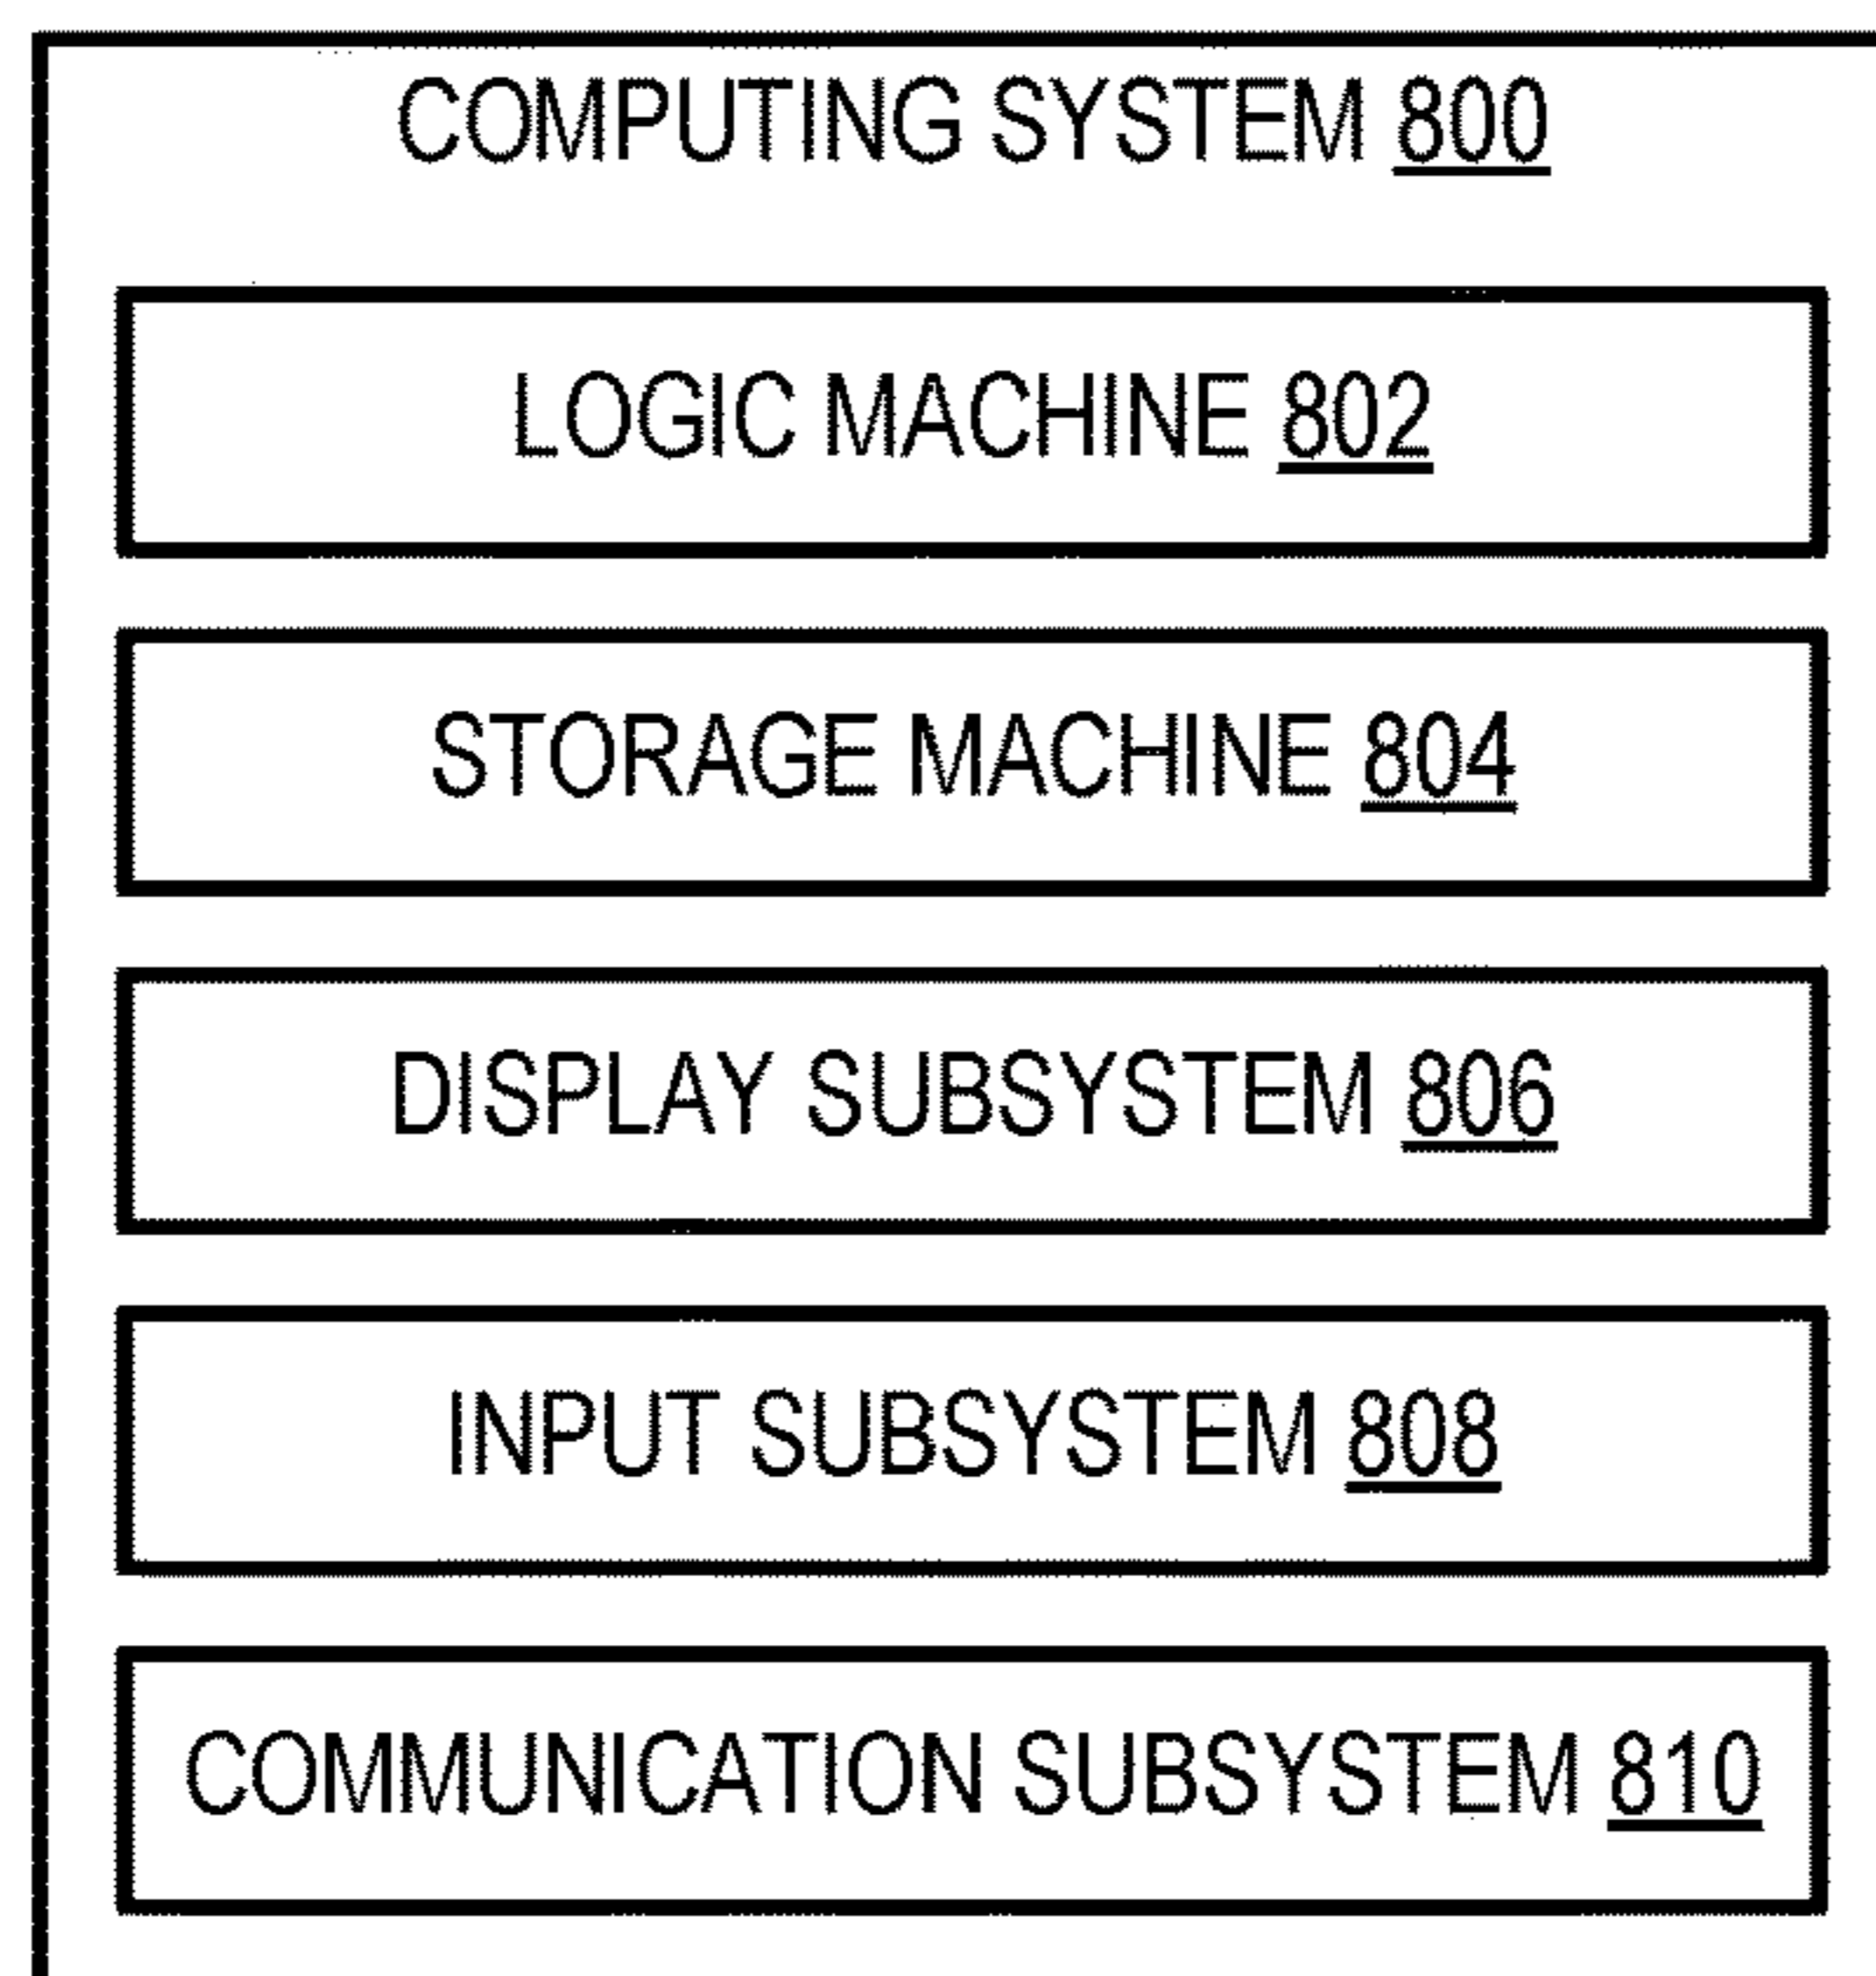 COMPUTING SYSTEM 800
LOGIC MACHINE 802
STORAGE MACHINE 804
DISPLAY SUBSYSTEM 806
INPUT SUBSYSTEM 808
COMMUNICATION SUBSYSTEM 810